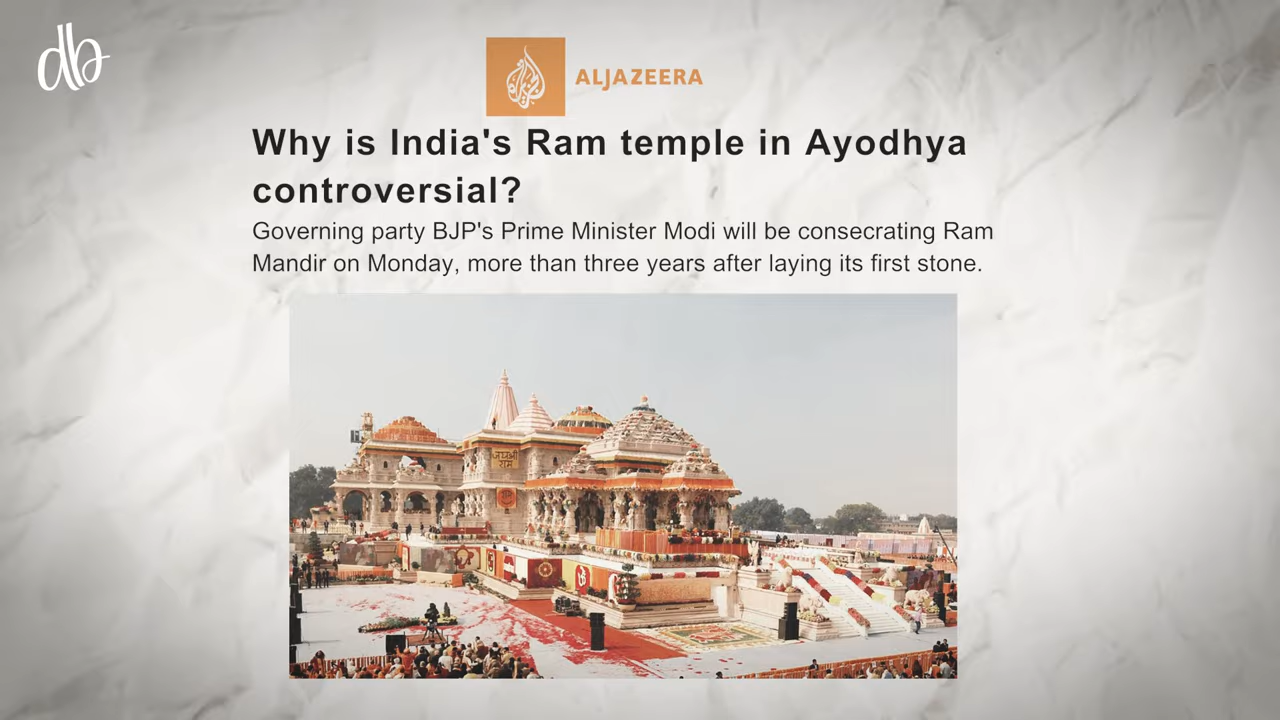 db
ALJAZEERA
Why is India's Ram temple in Ayodhya
controversial?
Governing party BJP's Prime Minister Modi will be consecrating Ram
Mandir on Monday, more than three years after laying its first stone.
जय श्री
राम